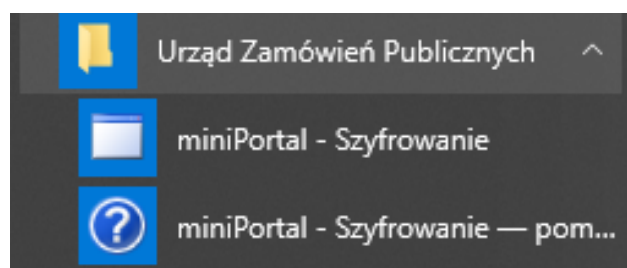 Urząd Zamówień Publicznych
miniPortal - Szyfrowanie
miniPortal - Szyfrowanie — pom...